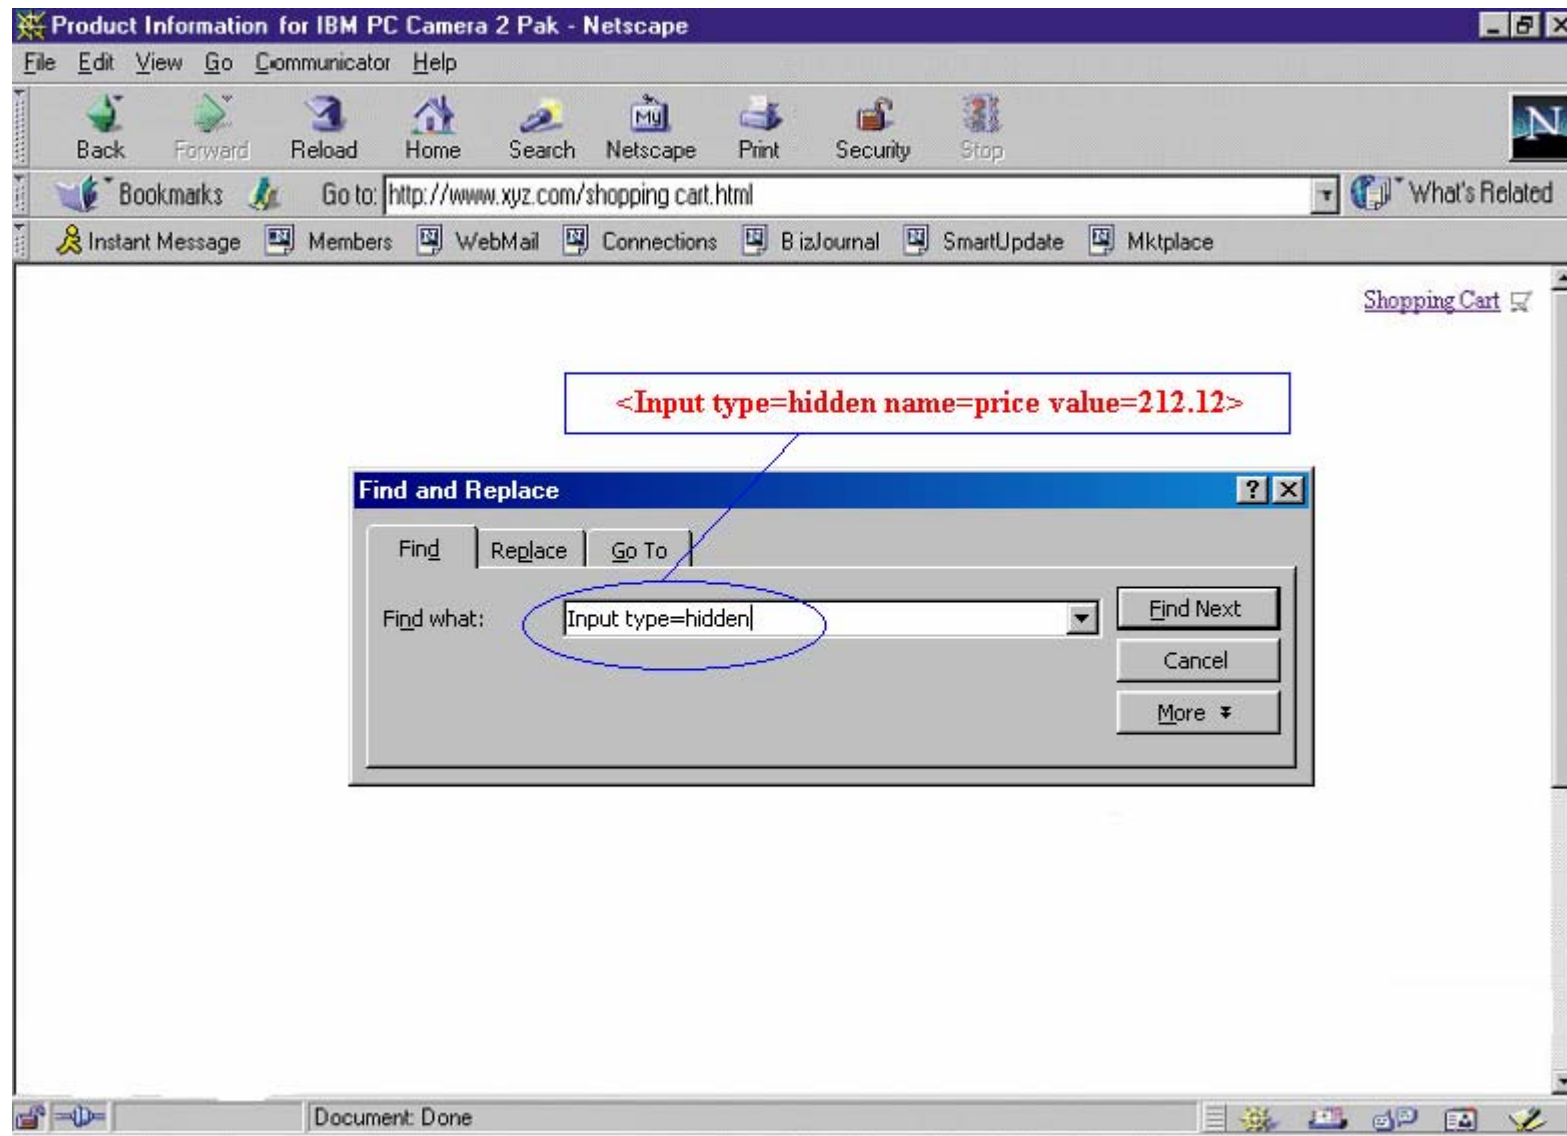 Product Information for IBM PC Camera 2 Pak - Netscape
File Edit View Go Communicator Help
My
N
Back Forward Reload Home Search Netscape Print Security Stop
Bookmarks Go to: http://www.xyz.com/shopping cart.html What's Related
Instant Message Members WebMail Connections BizJournal SmartUpdate Mktplace
Shopping Cart
<Input type=hidden name=price value=212.12>
Find and Replace
Find Replace Go To
Find what: Input type=hidden Find Next
Cancel
More
Document: Done